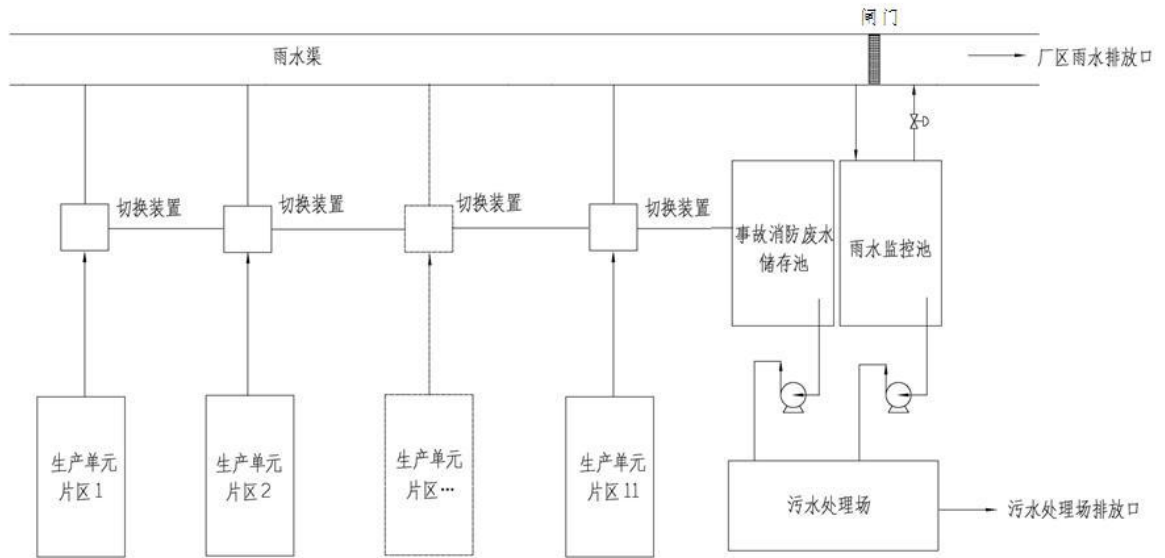 闸门
雨水渠
厂区雨水排放口
切换装置
切换装置
切换装置
切换装置
事故消防废水
储存池
雨水监控池
生产单元
片区1
生产单元
片区2
生产单元
片区…
生产单元
片区11
污水处理场
污水处理场排放口